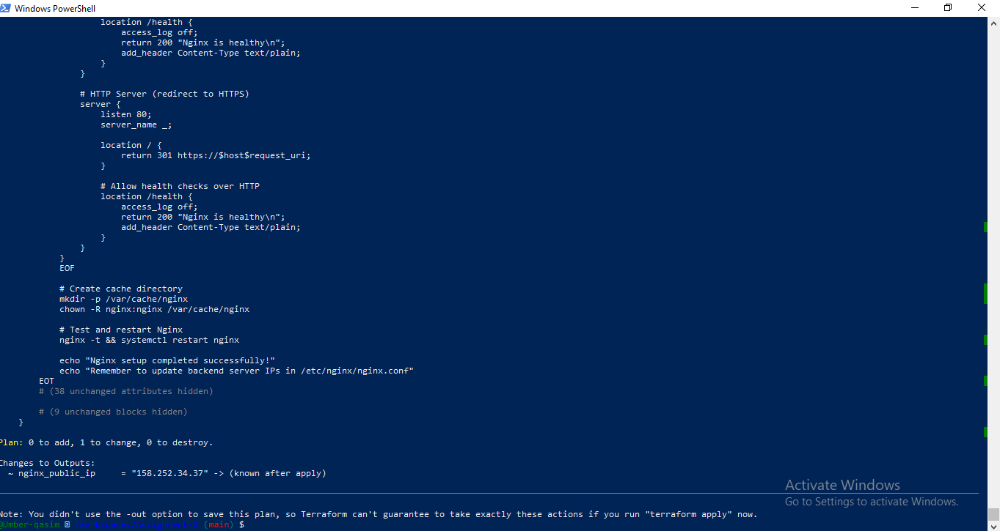 Windows PowerShell
location /health {
access_log off;
return 200 "Nginx is healthy\n";
add_header Content-Type text/plain;
}
}
# HTTP Server (redirect to HTTPS)
server {
listen 80;
server_name _;
location / {
return 301 https://$host$request_uri;
}
# Allow health checks over HTTP
location /health {
access_log off;
return 200 "Nginx is healthy\n";
add_header Content-Type text/plain;
}
}
}
EOF
# Create cache directory
mkdir -p /var/cache/nginx
chown -R nginx:nginx /var/cache/nginx
# Test and restart Nginx
nginx -t && systemctl restart nginx
echo "Nginx setup completed successfully!"
echo "Remember to update backend server IPs in /etc/nginx/nginx.conf"
EOT
# (38 unchanged attributes hidden)
# (9 unchanged blocks hidden)
}
Plan: 0 to add, 1 to change, 0 to destroy.
Changes to Outputs:
~ nginx_public_ip = "158.252.34.37" -> (known after apply)
Activate Windows
Go to Settings to activate Windows.
Note: You didn't use the -out option to save this plan, so Terraform can't guarantee to take exactly these actions if you run "terraform apply" now.
@Umber-qasim (main) $